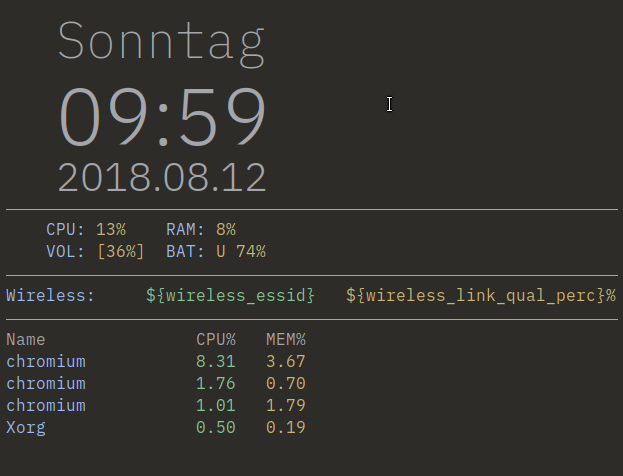 Sonntag
09:59
2018.08.12
CPU: 13% RAM: 8%
VOL: [36%] BAT: U 74%
Wireless: ${wireless_essid} ${wireless_link_qual_perc}%
Name CPU% MEM%
chromium 8.31 3.67
chromium 1.76 0.70
chromium 1.01 1.79
Xorg 0.50 0.19